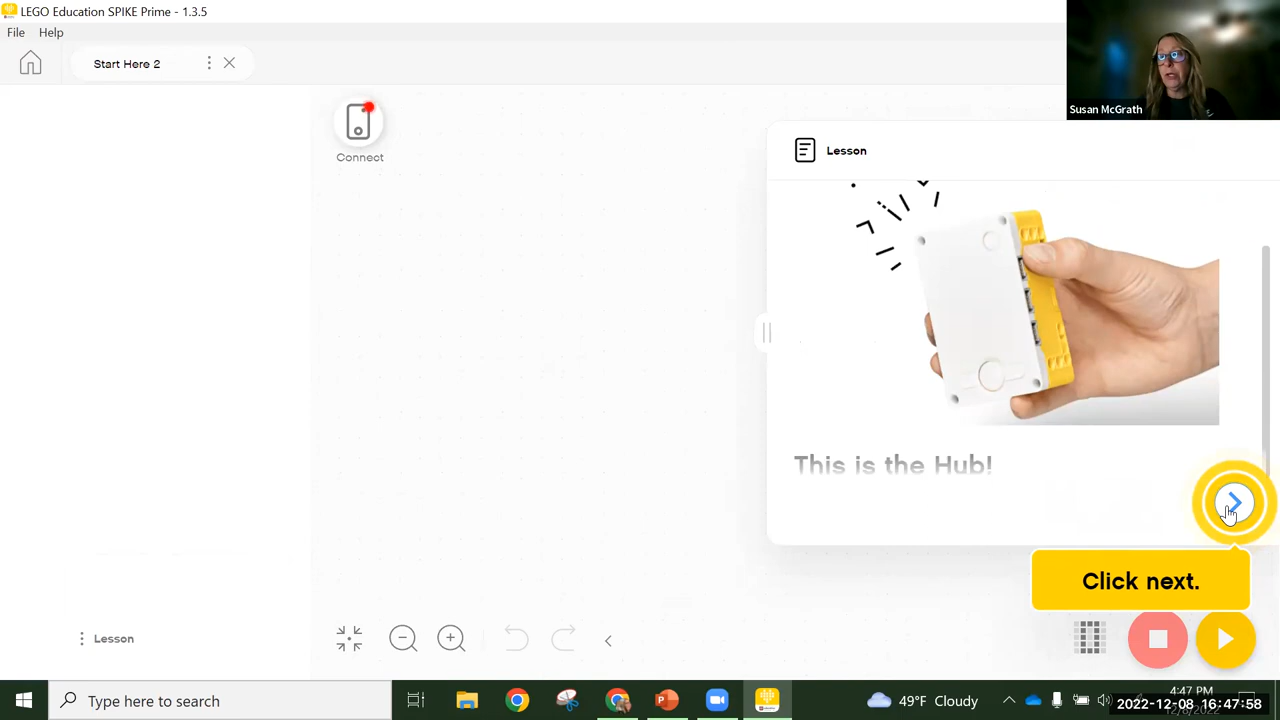 LEGO Education SPIKE Prime - 1.3.5
File Help
Start Here 2
Susan McGrath
Connect
Lesson
This is the Hub!
Click next.
Lesson
Type here to search
49°F Cloudy
4:47 PM
2022-12-08 16:47:58